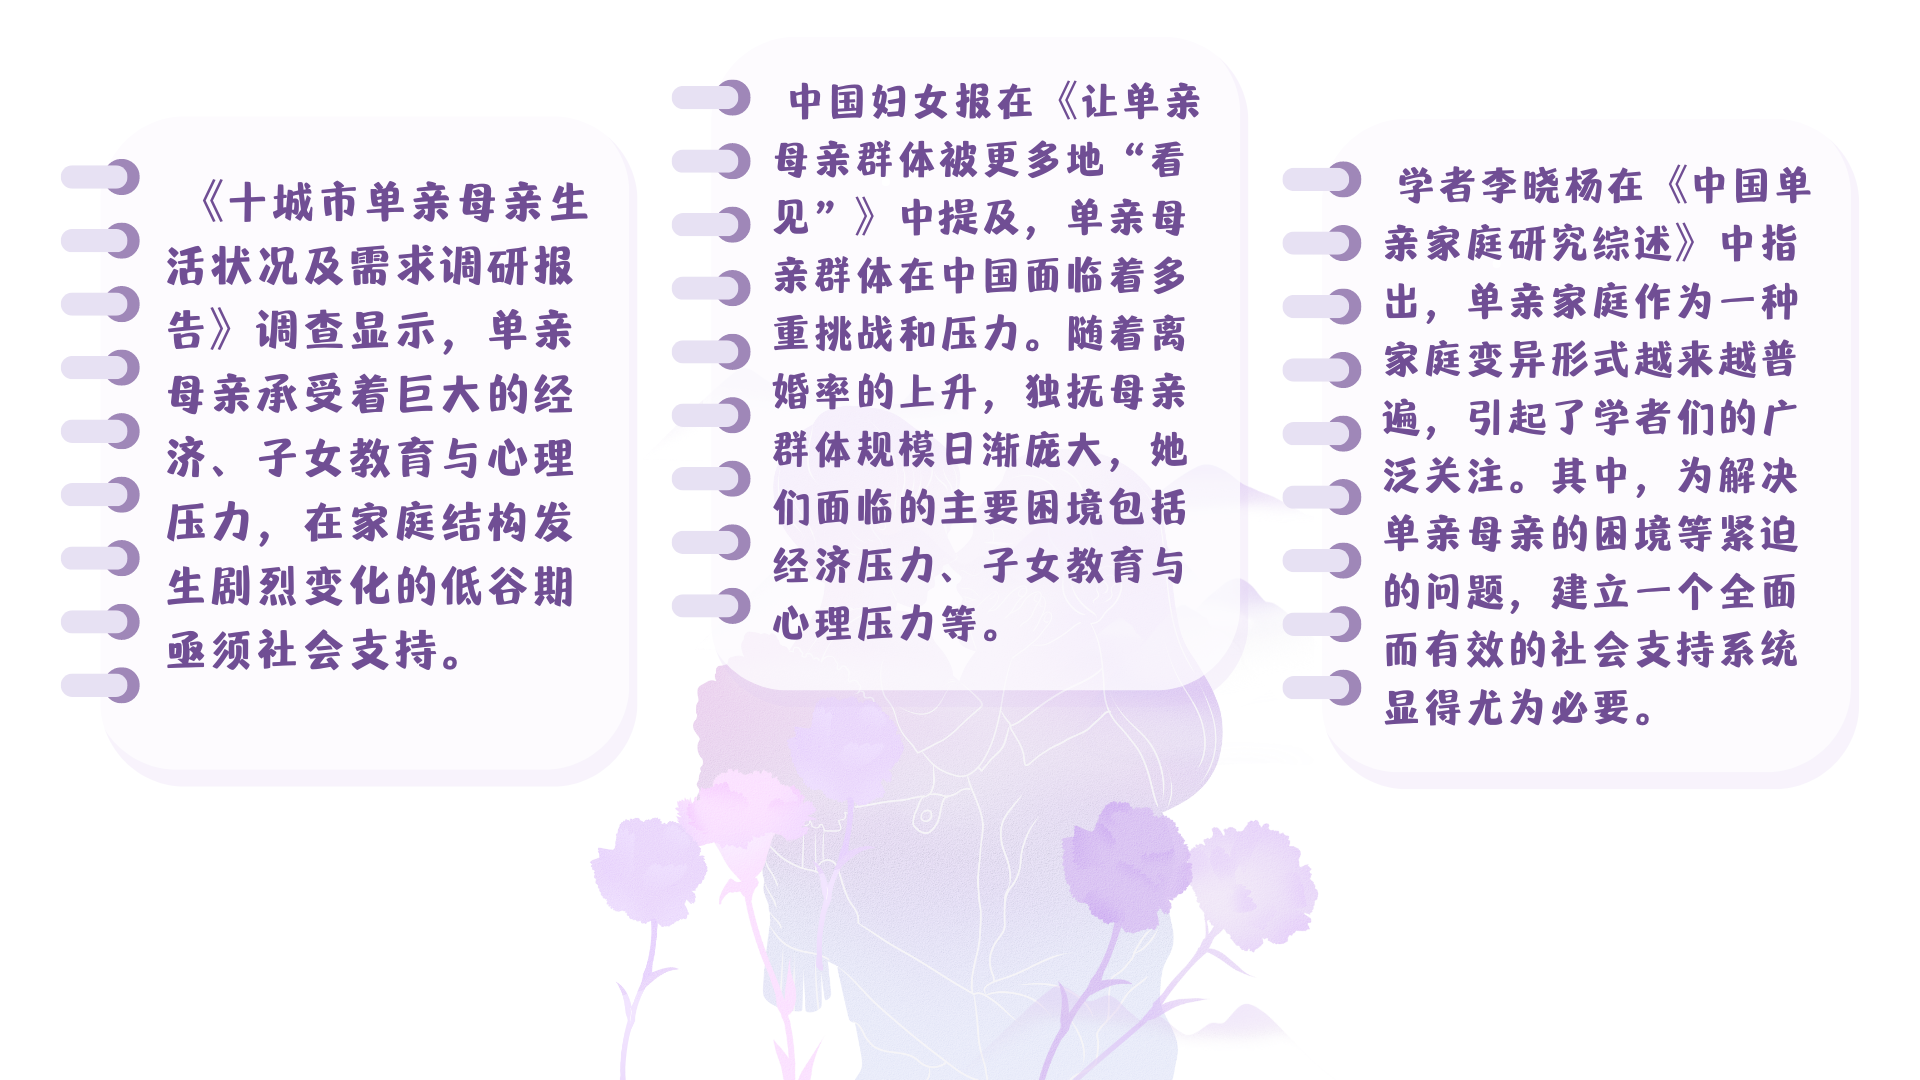 《十城市单亲母亲生
活状况及需求调研报
告》调查显示，单亲
母亲承受着巨大的经
济、子女教育与心理
压力，在家庭结构发
生剧烈变化的低谷期
亟须社会支持。
中国妇女报在《让单亲
母亲群体被更多地“看
见”》中提及，单亲母
亲群体在中国面临着多
重挑战和压力。随着离
婚率的上升，独抚母亲
群体规模日渐庞大，她
们面临的主要困境包括
经济压力、子女教育与
心理压力等。
学者李晓杨在《中国单
亲家庭研究综述》中指
出，单亲家庭作为一种
家庭变异形式越来越普
遍，引起了学者们的广
泛关注。其中，为解决
单亲母亲的困境等紧迫
的问题，建立一个全面
而有效的社会支持系统
显得尤为必要。